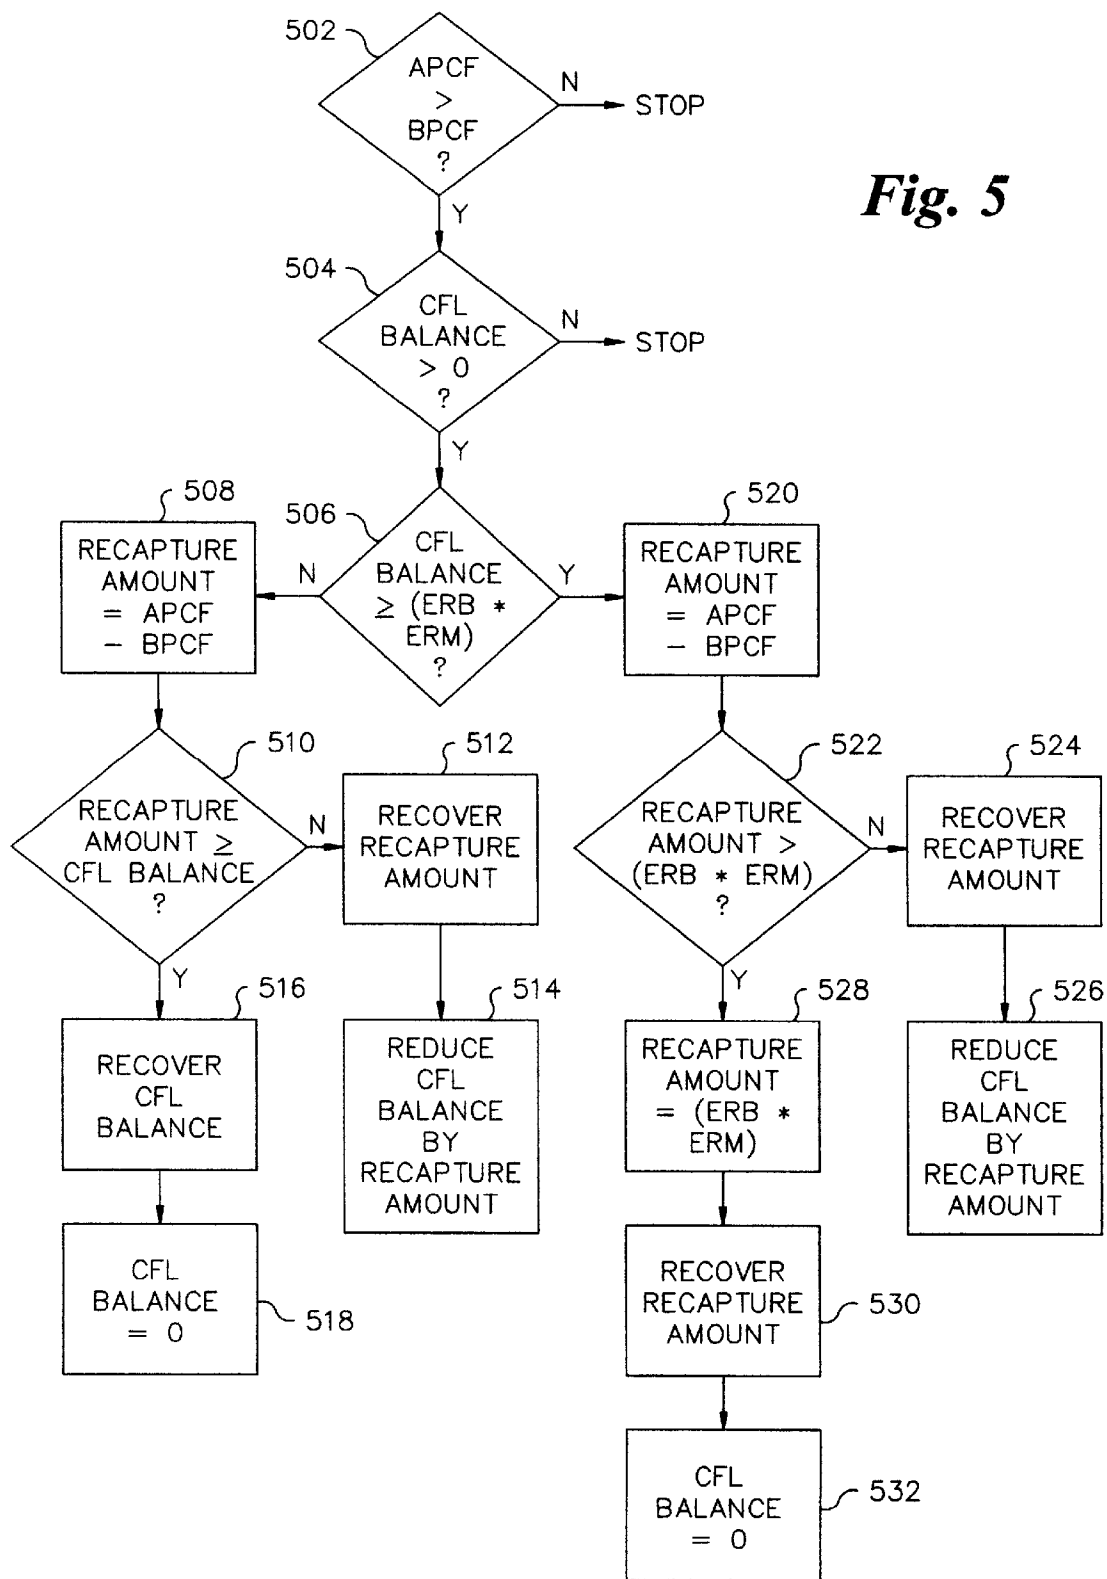 502
APCF
>
BPCF
?
N
STOP
Fig. 5
Y
504
CFL
BALANCE
> 0
?
N
STOP
Y
506
CFL
BALANCE
≥ (ERB *
ERM)
?
N
Y
508
RECAPTURE
AMOUNT
= APCF
– BPCF
520
RECAPTURE
AMOUNT
= APCF
– BPCF
510
RECAPTURE
AMOUNT ≥
CFL BALANCE
?
N
Y
512
RECOVER
RECAPTURE
AMOUNT
522
RECAPTURE
AMOUNT >
(ERB * ERM)
?
N
Y
524
RECOVER
RECAPTURE
AMOUNT
516
RECOVER
CFL
BALANCE
514
REDUCE
CFL
BALANCE
BY
RECAPTURE
AMOUNT
528
RECAPTURE
AMOUNT
= (ERB *
ERM)
526
REDUCE
CFL
BALANCE
BY
RECAPTURE
AMOUNT
CFL
BALANCE
= 0
518
RECOVER
RECAPTURE
AMOUNT
530
CFL
BALANCE
= 0
532